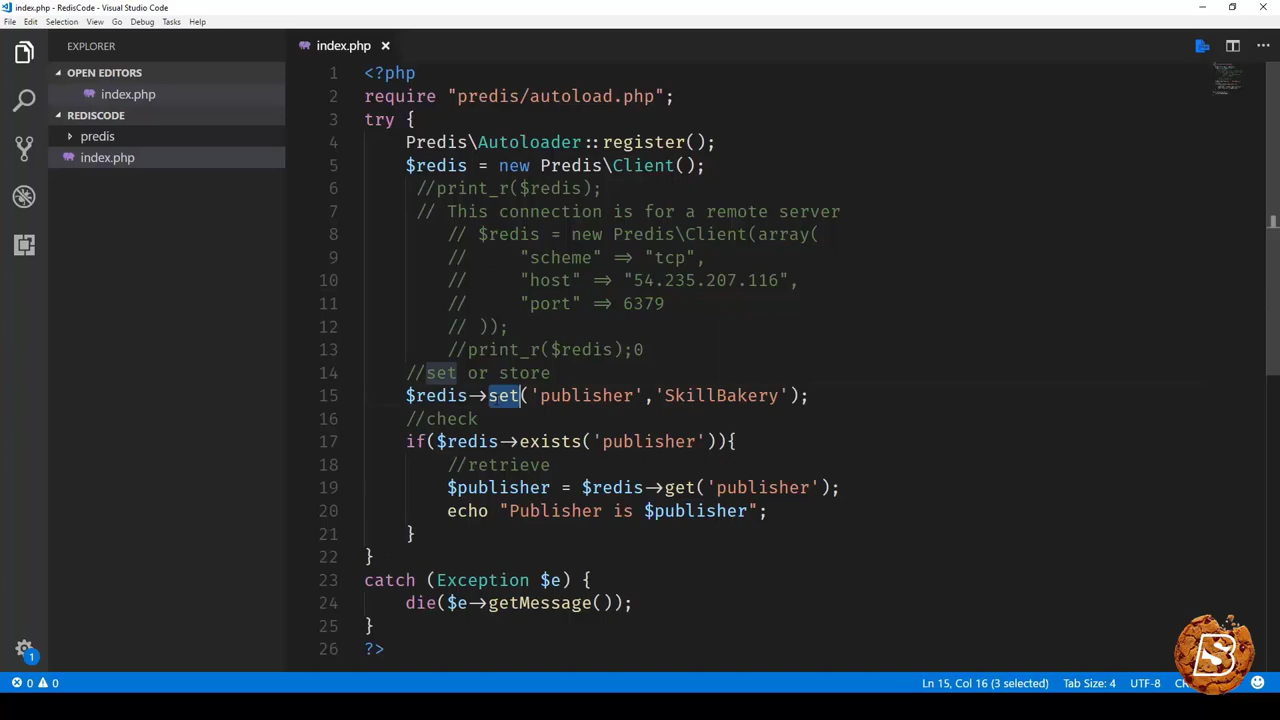 index.php - RedisCode - Visual Studio Code
File Edit Selection View Go Debug Tasks Help
EXPLORER
OPEN EDITORS
index.php
REDISCODE
predis
index.php
index.php
1 <?php
2 require "predis/autoload.php";
3 try {
4 Predis\Autoloader::register();
5 $redis = new Predis\Client();
6 //print_r($redis);
7 // This connection is for a remote server
8 // $redis = new Predis\Client(array(
9 // "scheme" => "tcp",
10 // "host" => "54.235.207.116",
11 // "port" => 6379
12 // ));
13 //print_r($redis);0
14 //set or store
15 $redis->set('publisher','SkillBakery');
16 //check
17 if($redis->exists('publisher')){
18 //retrieve
19 $publisher = $redis->get('publisher');
20 echo "Publisher is $publisher";
21 }
22 }
23 catch (Exception $e) {
24 die($e->getMessage());
25 }
26 ?>
1
0 0
Ln 15, Col 16 (3 selected) Tab Size: 4 UTF-8